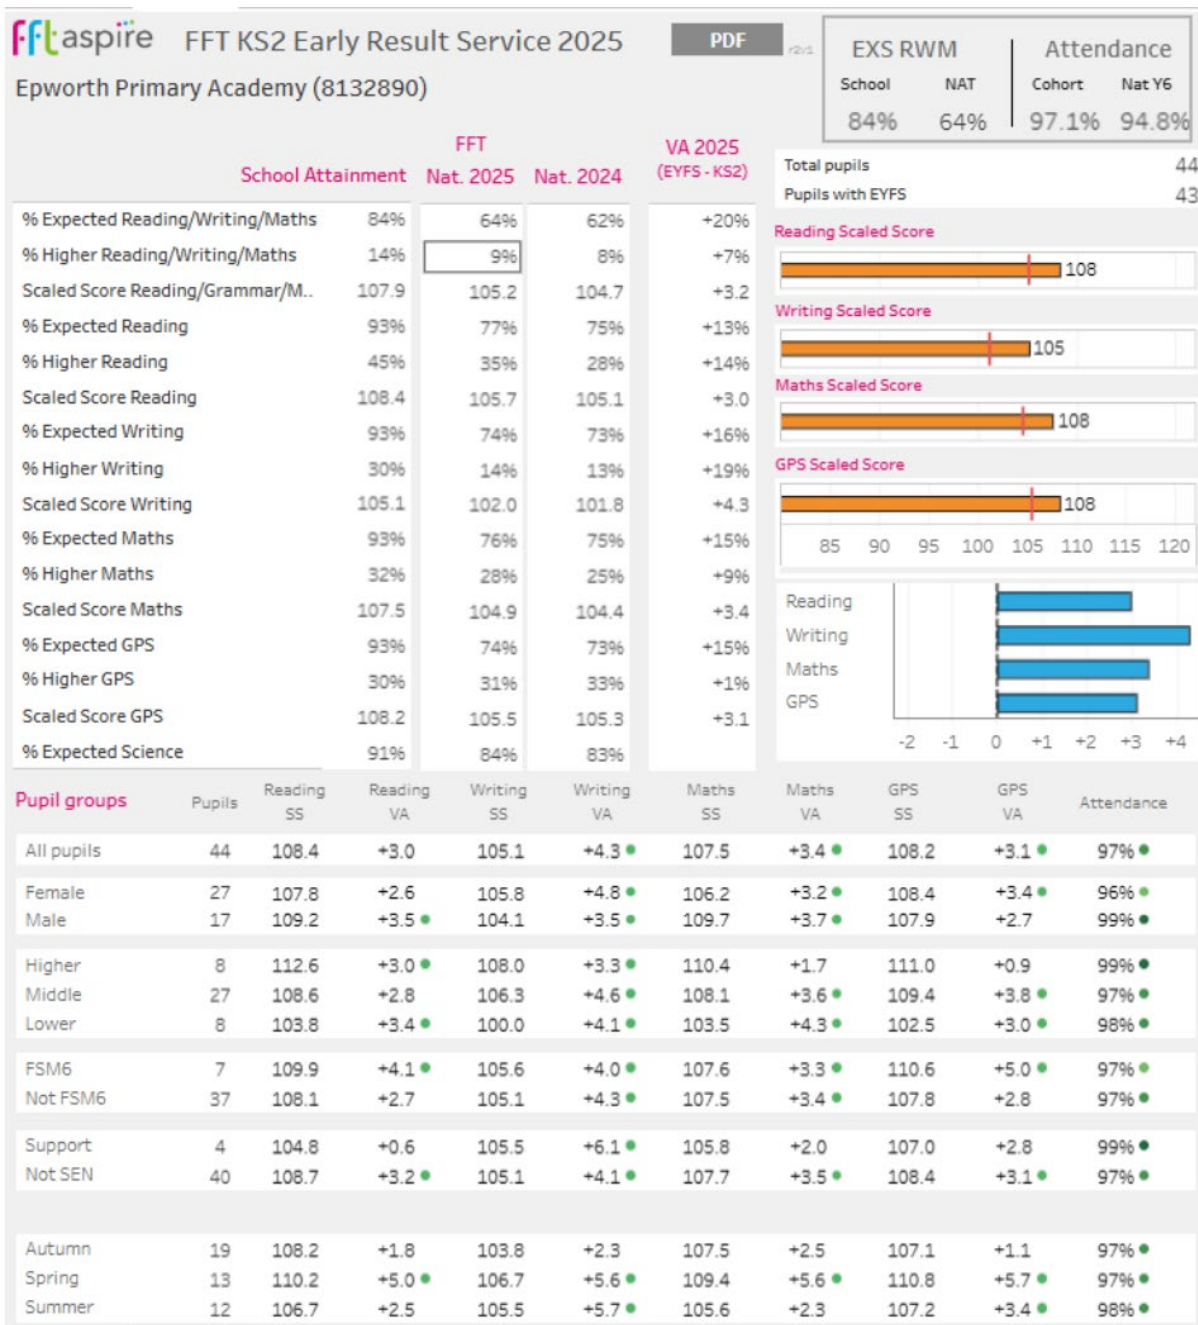 fft aspire FFT KS2 Early Result Service 2025
PDF
r2v1
Epworth Primary Academy (8132890)
EXS RWM Attendance
School NAT Cohort Nat Y6
84% 64% 97.1% 94.8%
FFT VA 2025
School Attainment Nat. 2025 Nat. 2024 (EYFS - KS2)
% Expected Reading/Writing/Maths 84% 64% 62% +20%
% Higher Reading/Writing/Maths 14% 9% 8% +7%
Scaled Score Reading/Grammar/M.. 107.9 105.2 104.7 +3.2
% Expected Reading 93% 77% 75% +13%
% Higher Reading 45% 35% 28% +14%
Scaled Score Reading 108.4 105.7 105.1 +3.0
% Expected Writing 93% 74% 73% +16%
% Higher Writing 30% 14% 13% +19%
Scaled Score Writing 105.1 102.0 101.8 +4.3
% Expected Maths 93% 76% 75% +15%
% Higher Maths 32% 28% 25% +9%
Scaled Score Maths 107.5 104.9 104.4 +3.4
% Expected GPS 93% 74% 73% +15%
% Higher GPS 30% 31% 33% +1%
Scaled Score GPS 108.2 105.5 105.3 +3.1
% Expected Science 91% 84% 83%
Total pupils 44
Pupils with EYFS 43
Reading Scaled Score
108
Writing Scaled Score
105
Maths Scaled Score
108
GPS Scaled Score
108
85 90 95 100 105 110 115 120
Reading
Writing
Maths
GPS
-2 -1 0 +1 +2 +3 +4
Pupil groups Pupils Reading SS Reading VA Writing SS Writing VA Maths SS Maths VA GPS SS GPS VA Attendance
All pupils 44 108.4 +3.0 105.1 +4.3 107.5 +3.4 108.2 +3.1 97%
Female 27 107.8 +2.6 105.8 +4.8 106.2 +3.2 108.4 +3.4 96%
Male 17 109.2 +3.5 104.1 +3.5 109.7 +3.7 107.9 +2.7 99%
Higher 8 112.6 +3.0 108.0 +3.3 110.4 +1.7 111.0 +0.9 99%
Middle 27 108.6 +2.8 106.3 +4.6 108.1 +3.6 109.4 +3.8 97%
Lower 8 103.8 +3.4 100.0 +4.1 103.5 +4.3 102.5 +3.0 98%
FSM6 7 109.9 +4.1 105.6 +4.0 107.6 +3.3 110.6 +5.0 97%
Not FSM6 37 108.1 +2.7 105.1 +4.3 107.5 +3.4 107.8 +2.8 97%
Support 4 104.8 +0.6 105.5 +6.1 105.8 +2.0 107.0 +2.8 99%
Not SEN 40 108.7 +3.2 105.1 +4.1 107.7 +3.5 108.4 +3.1 97%
Autumn 19 108.2 +1.8 103.8 +2.3 107.5 +2.5 107.1 +1.1 97%
Spring 13 110.2 +5.0 106.7 +5.6 109.4 +5.6 110.8 +5.7 97%
Summer 12 106.7 +2.5 105.5 +5.7 105.6 +2.3 107.2 +3.4 98%